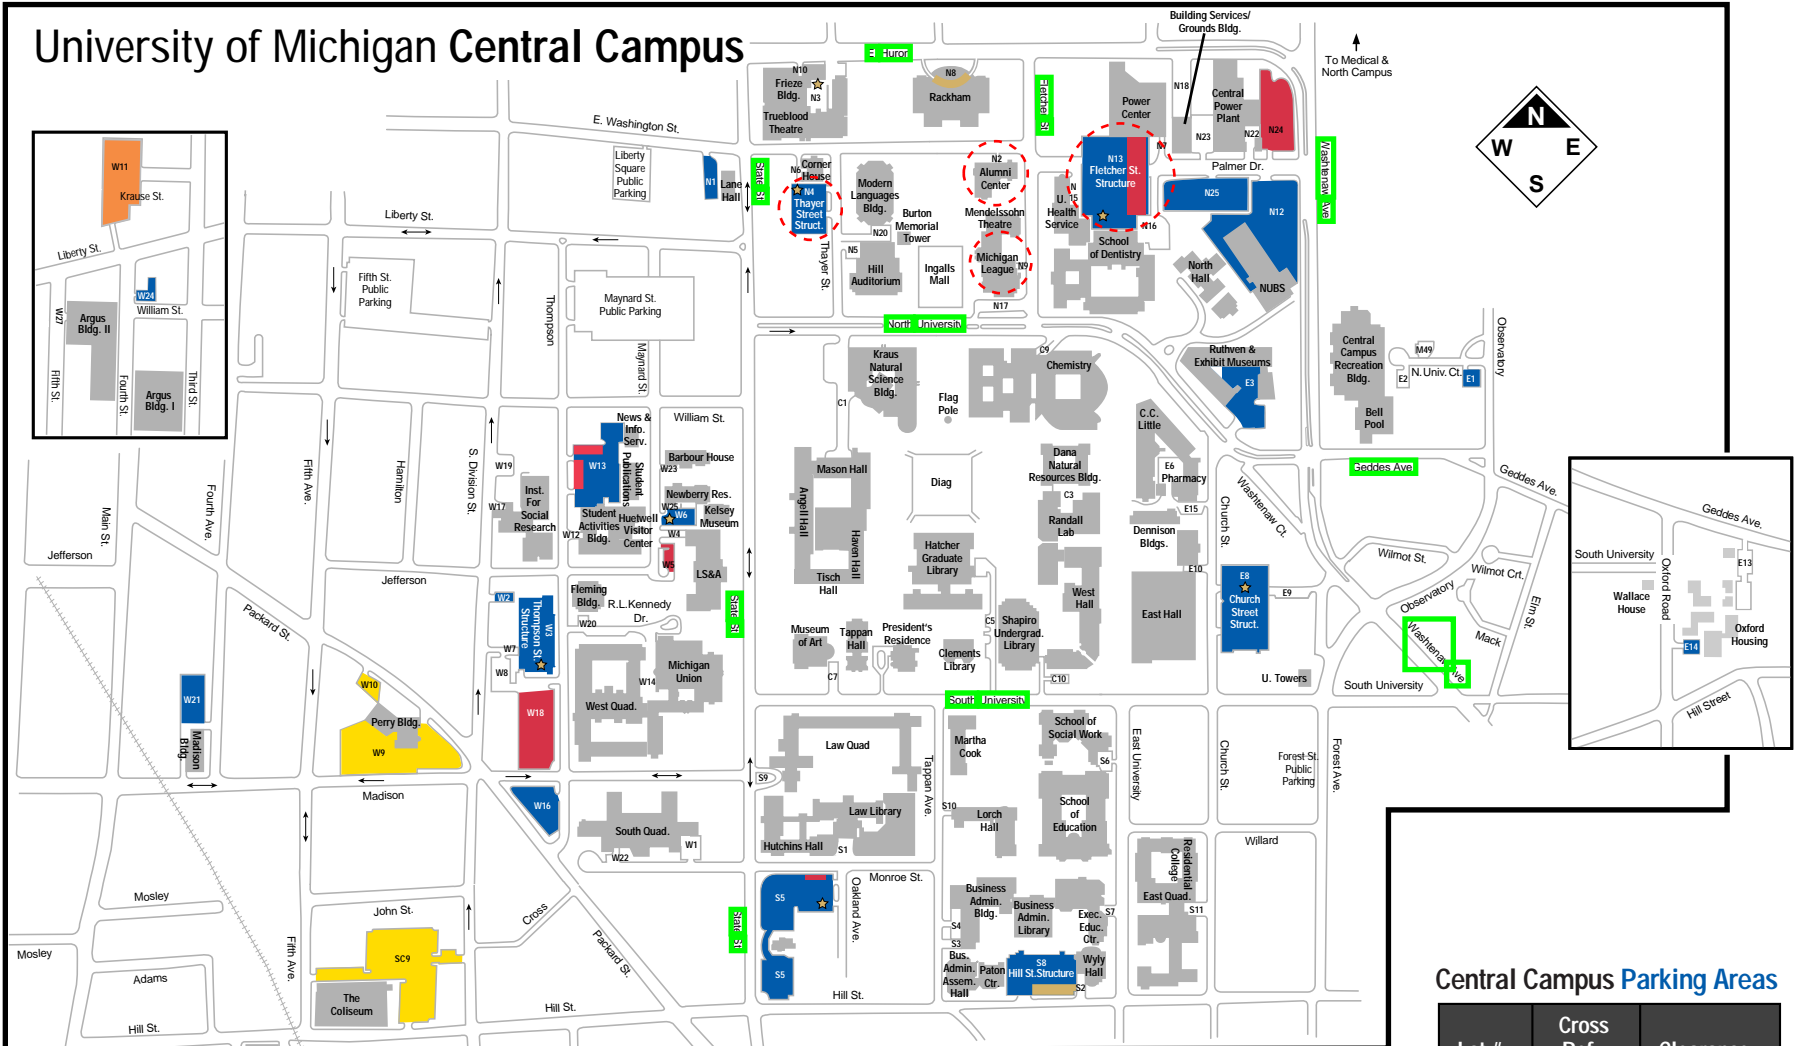 University of Michigan Central Campus
Building Services/
Grounds Bldg.
To Medical &
North Campus
N
W E
S
E. Huron
Fletcher St
State St
Washtenaw Ave
N10
Frieze
Bldg.
N3
Trueblood
Theatre
N8
Rackham
Power
Center
N18
Central
Power
Plant
N23
N22
N24
N7
Palmer Dr.
E. Washington St.
Liberty
Square
Public
Parking
N1
Lane
Hall
N6
Corner
House
N4
Thayer
Street
Struct.
Modern
Languages
Bldg.
Burton
Memorial
Tower
N20
N5
Hill
Auditorium
Ingalls
Mall
Thayer St.
N2
Alumni
Center
Mendelssohn
Theatre
Michigan
League
N9
N17
N
15
U.
Health
Service
N13
Fletcher St.
Structure
N16
School
of Dentistry
N25
N12
North
Hall
NUBS
North University
W11
Krause St.
Liberty St.
W24
William St.
W27
Argus
Bldg. II
Argus
Bldg. I
Fifth St.
Fourth St.
Third St.
Liberty St.
Fifth St.
Public
Parking
Maynard St.
Public Parking
Thompson
Maynard St.
William St.
Kraus
Natural
Science
Bldg.
C1
Flag
Pole
C9
Chemistry
Ruthven &
Exhibit Museums
E3
Central
Campus
Recreation
Bldg.
Bell
Pool
M49
E2
N.Univ. Ct.
E1
Observatory
C.C.
Little
E6
Pharmacy
E15
Geddes Ave
Geddes Ave.
News &
Info.
Serv.
W13
Student
Publications
Barbour House
W23
Newberry Res.
W25
W6
Kelsey
Museum
W4
W5
LS&A
W19
W17
Inst.
For
Social
Research
W12
Student
Activities
Bldg.
Huetwell
Visitor
Center
Mason Hall
Angell Hall
Haven Hall
Tisch
Hall
Diag
Hatcher
Graduate
Library
Dana
Natural
Resources Bldg.
C3
Randall
Lab
Dennison
Bldgs.
E10
Church St.
Washtenaw Ct.
Wilmot St.
Wilmot Crt.
Observatory
Washtenaw Ave
Mack
Elm St.
Geddes Ave.
South University
Oxford Road
Wallace
House
E13
E14
Oxford
Housing
Hill Street
Main St.
Fourth Ave.
Fifth Ave.
Hamilton
S. Division St.
Jefferson
Jefferson
Packard St.
W2
Thompson St.
Structure
W3
W7
W8
Fleming
Bldg.
W20
R.L.Kennedy
Dr.
State St
West Quad.
W14
Michigan
Union
Museum
of Art
C7
Tappan
Hall
President's
Residence
Clements
Library
C5
Shapiro
Undergrad.
Library
West
Hall
C10
East Hall
E8
Church
Street
Struct.
E9
U. Towers
South University
South University
W21
Madison
Bldg.
W10
Perry Bldg.
W9
W18
W16
Madison
Law Quad
S9
Law Library
Hutchins Hall
S1
Tappan Ave.
Martha
Cook
S10
Lorch
Hall
School of
Social Work
S6
School
of
Education
East University
Church St.
Forest St.
Public
Parking
Forest Ave.
Willard
South Quad.
W22
W1
Residential
College
East Quad.
S11
Mosley
Mosley
Adams
Hill St.
John St.
SC9
The
Coliseum
Fifth Ave.
Cross
Packard St.
Hill St.
State St
S5
S5
Monroe St.
Oakland Ave.
Hill St.
Business
Admin.
Bldg.
Business
Admin.
Library
S4
S3
Bus.
Admin.
Assem.
Hall
Paton
Ctr.
S8
Hill St.Structure
S2
Exec.
Educ.
Ctr.
S7
Wyly
Hall
Central Campus Parking Areas
Cross